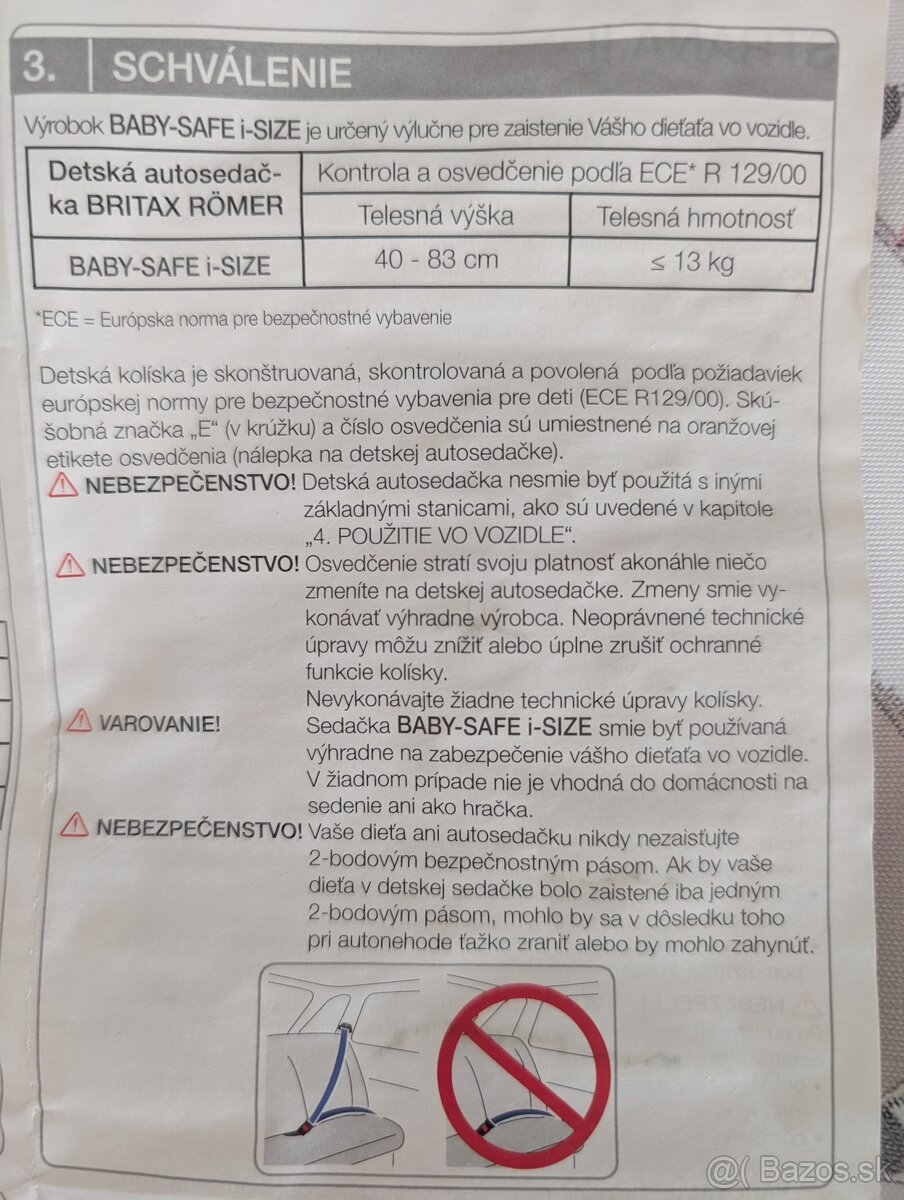 3. SCHVÁLENIE
Výrobok BABY-SAFE i-SIZE je určený výlučne pre zaistenie Vášho dieťaťa vo vozidle.
Detská autosedač-
ka BRITAX RÖMER
Kontrola a osvedčenie podľa ECE* R 129/00
Telesná výška
Telesná hmotnosť
BABY-SAFE i-SIZE
40 - 83 cm
≤ 13 kg
*ECE = Európska norma pre bezpečnostné vybavenie
Detská kolíska je skonštruovaná, skontrolovaná a povolená podľa požiadaviek
európskej normy pre bezpečnostné vybavenia pre deti (ECE R129/00). Skú-
šobná značka „E“ (v krúžku) a číslo osvedčenia sú umiestnené na oranžovej
etikete osvedčenia (nálepka na detskej autosedačke).
NEBEZPEČENSTVO! Detská autosedačka nesmie byť použitá s inými
základnými stanicami, ako sú uvedené v kapitole
„4. POUŽITIE VO VOZIDLE“.
NEBEZPEČENSTVO! Osvedčenie stratí svoju platnosť akonáhle niečo
zmeníte na detskej autosedačke. Zmeny smie vy-
konávať výhradne výrobca. Neoprávnené technické
úpravy môžu znížiť alebo úplne zrušiť ochranné
funkcie kolísky.
Nevykonávajte žiadne technické úpravy kolísky.
VAROVANIE! Sedačka BABY-SAFE i-SIZE smie byť používaná
výhradne na zabezpečenie vášho dieťaťa vo vozidle.
V žiadnom prípade nie je vhodná do domácnosti na
sedenie ani ako hračka.
NEBEZPEČENSTVO! Vaše dieťa ani autosedačku nikdy nezaisťujte
2-bodovým bezpečnostným pásom. Ak by vaše
dieťa v detskej sedačke bolo zaistené iba jedným
2-bodovým pásom, mohlo by sa v dôsledku toho
pri autonehode ťažko zraniť alebo by mohlo zahynúť.
@( Bazos.sk